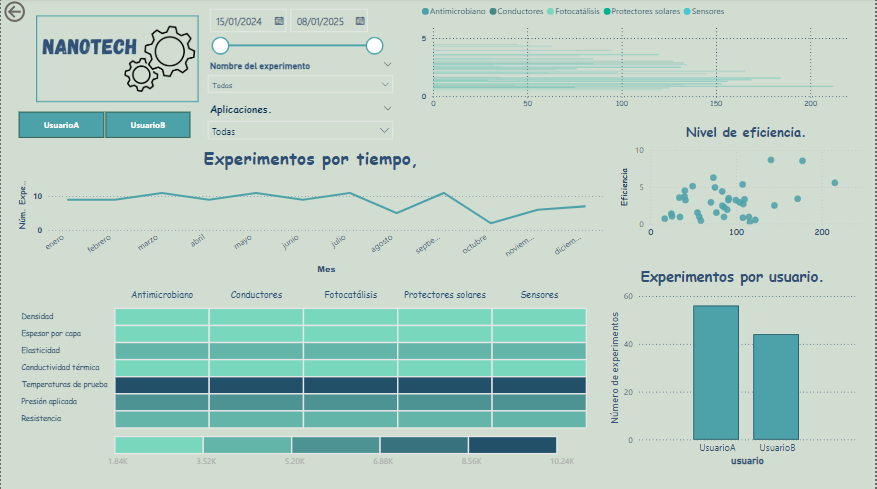 NANOTECH
UsuarioA
UsuarioB
15/01/2024
08/01/2025
Nombre del experimento
Todas
Aplicaciones.
Todas
Antimicrobiano
Conductores
Fotocatálisis
Protectores solares
Sensores
5
0
0
50
100
150
200
Nivel de eficiencia.
Eficiencia
10
5
0
0
100
200
Experimentos por tiempo,
Núm. Expe...
10
0
enero
febrero
marzo
abril
mayo
junio
julio
agosto
septie...
octubre
noviem...
diciem...
Mes
Antimicrobiano
Conductores
Fotocatálisis
Protectores solares
Sensores
Densidad
Espesor por capa
Elasticidad
Conductividad térmica
Temperaturas de prueba
Presión aplicada
Resistencia
1.84K
3.52K
5.20K
6.88K
8.56K
10.24K
Experimentos por usuario.
Número de experimentos
60
40
20
0
UsuarioA
UsuarioB
usuario